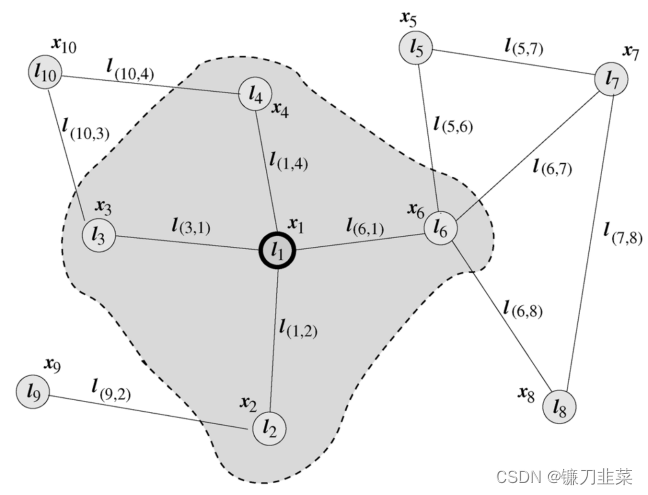 x5
l5
l(5,7)
x7
l7
x10
l10
l(10,4)
l4
x4
l(10,3)
l(5,6)
l(1,4)
l(6,7)
x3
l3
l(3,1)
x1
l1
l(6,1)
x6
l6
l(7,8)
l(6,8)
l(1,2)
x9
l9
l(9,2)
x2
l2
x8
l8
CSDN @镰刀韭菜